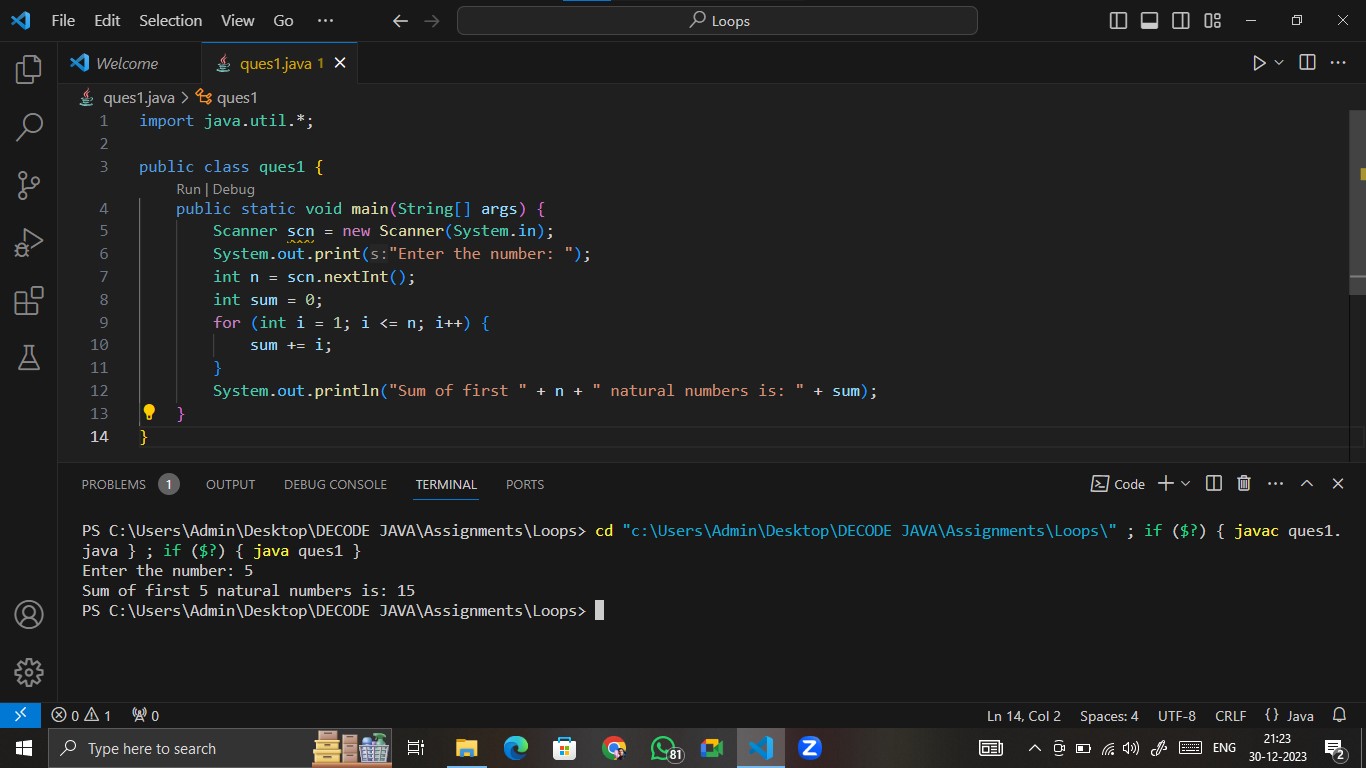 File Edit Selection View Go ··· Loops
Welcome ques1.java 1
ques1.java > ques1
1 import java.util.*;
2
3 public class ques1 {
Run | Debug
4 public static void main(String[] args) {
5 Scanner scn = new Scanner(System.in);
6 System.out.print(s:"Enter the number: ");
7 int n = scn.nextInt();
8 int sum = 0;
9 for (int i = 1; i <= n; i++) {
10 sum += i;
11 }
12 System.out.println("Sum of first " + n + " natural numbers is: " + sum);
13 }
14 }
PROBLEMS 1 OUTPUT DEBUG CONSOLE TERMINAL PORTS Code
PS C:\Users\Admin\Desktop\DECODE JAVA\Assignments\Loops> cd "c:\Users\Admin\Desktop\DECODE JAVA\Assignments\Loops\" ; if ($?) { javac ques1.
java } ; if ($?) { java ques1 }
Enter the number: 5
Sum of first 5 natural numbers is: 15
PS C:\Users\Admin\Desktop\DECODE JAVA\Assignments\Loops>
0 1 0 Ln 14, Col 2 Spaces: 4 UTF-8 CRLF {} Java
Type here to search 81 Z ENG 21:23
30-12-2023 2